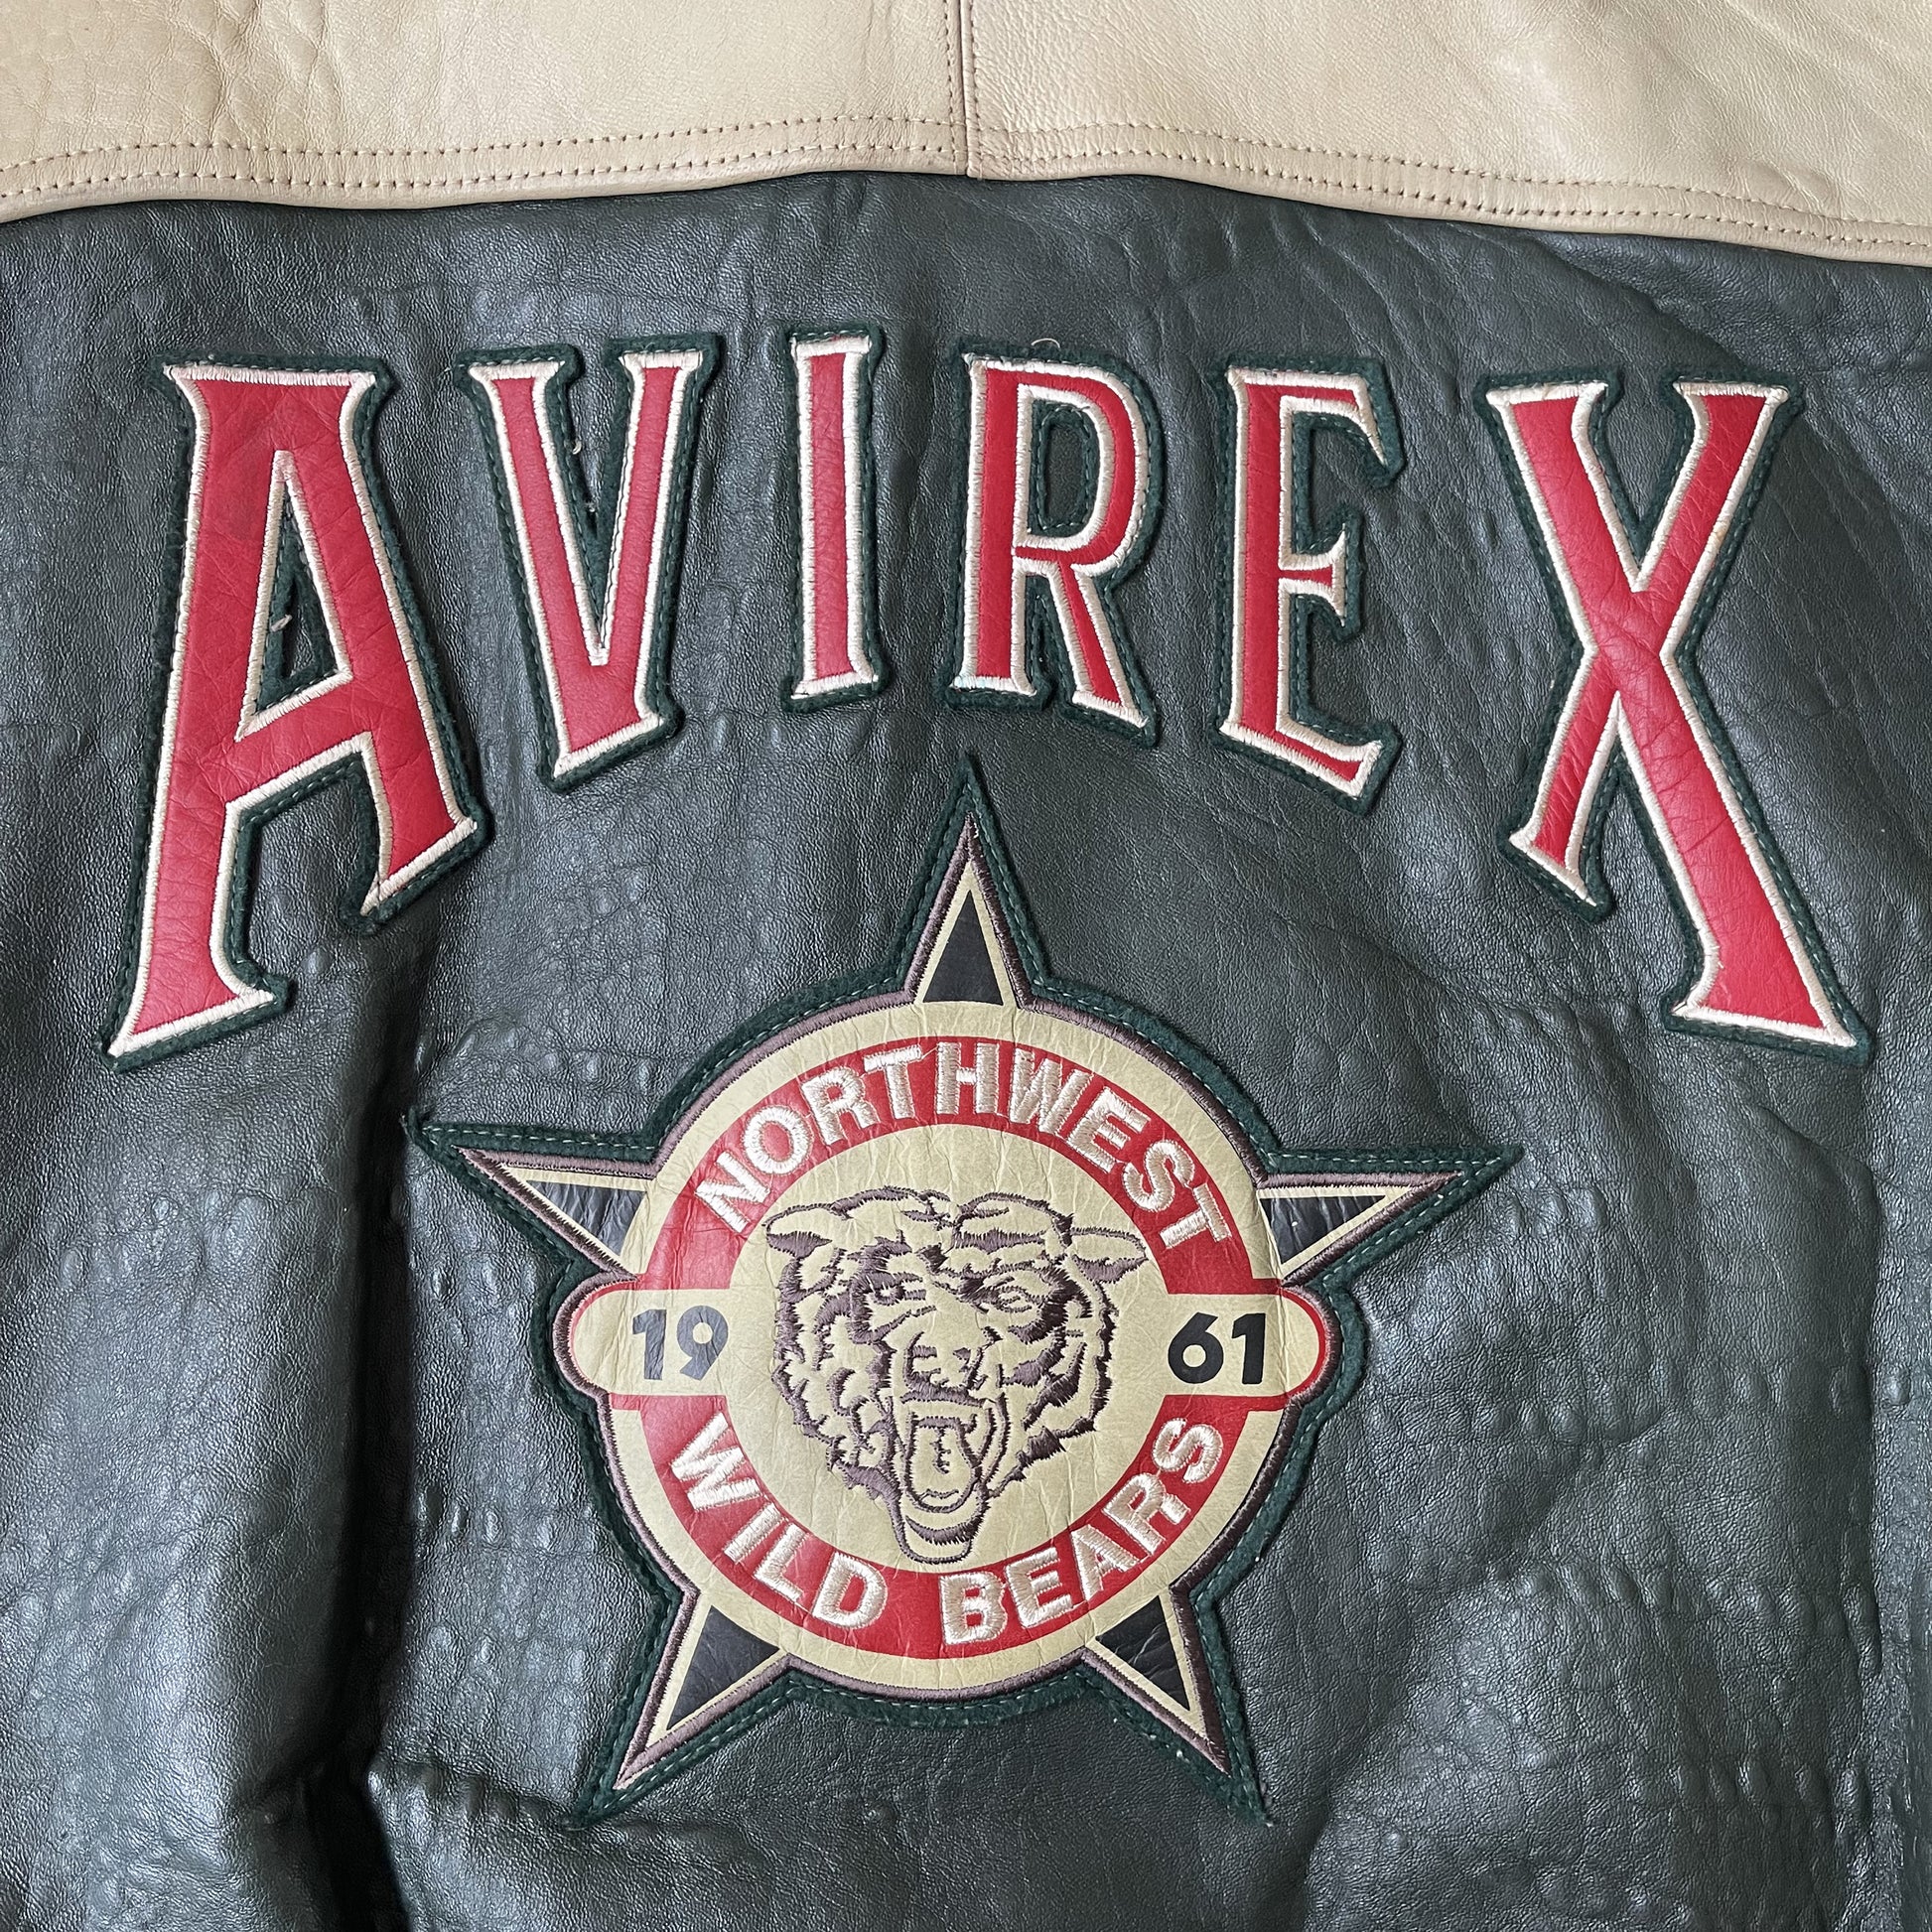 AVIREX
NORTHWEST
19 61
WILD BEARS